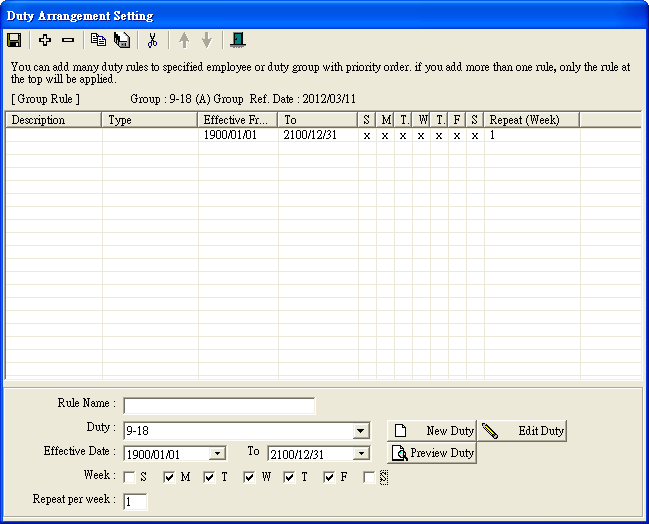 Duty Arrangement Setting
You can add many duty rules to specified employee or duty group with priority order. if you add more than one rule, only the rule at
the top will be applied.
[ Group Rule ] Group : 9-18 (A) Group Ref. Date : 2012/03/11
Description Type Effective Fr... To S M T. W T. F S Repeat (Week)
1900/01/01 2100/12/31 x x x x x x x 1
Rule Name :
Duty : 9-18 New Duty Edit Duty
Effective Date : 1900/01/01 To 2100/12/31 Preview Duty
Week : S M T W T F S
Repeat per week : 1